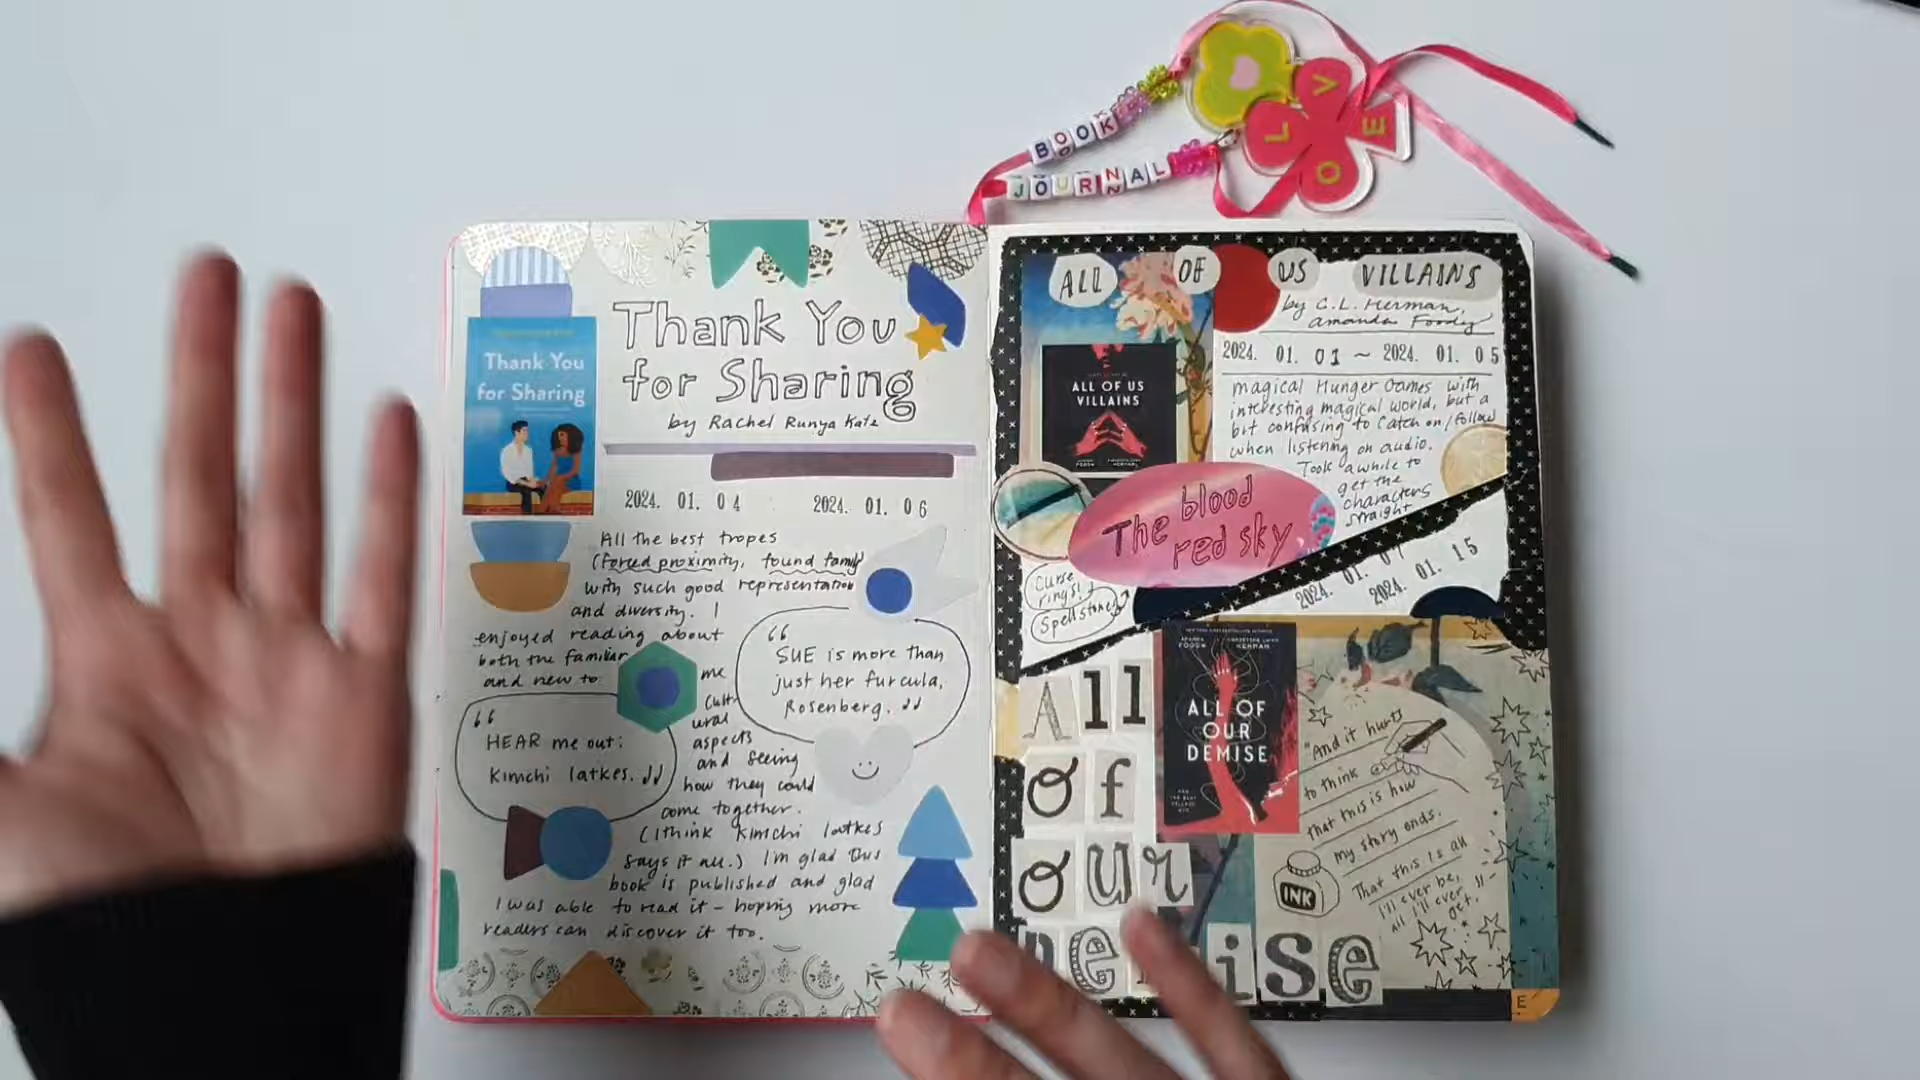 BOOK
JOURNAL
LOVE
Thank You
for Sharing
Thank You
for Sharing
by Rachel Runya Katz
2024. 01. 04
2024. 01. 06
All the best tropes
(forced proximity, found family
with such good representation
and diversity. I
enjoyed reading about
both the familiar
and new to me
cultural
aspects
and seeing
how they could
come together.
(I think kimchi latkes
says it all.) I'm glad this
book is published and glad
I was able to read it - hoping more
readers can discover it too.
“SUE is more than
just her furcula,
Rosenberg.”
“HEAR me out:
Kimchi latkes.”
ALL OF US VILLAINS
by C.L. Herman,
Amanda Foody
2024. 01. 01 ~ 2024. 01. 05
ALL OF US
VILLAINS
magical Hunger Games with
interesting magical world, but a
bit confusing to catch on/follow
when listening on audio.
Took a while to
get the
characters
straight
The blood
red sky
Curse
rings!
Spellstones
2024. 01. 07
2024. 01. 15
All
of
our
Demise
ALL OF
OUR
DEMISE
"And it hurts
to think
that this is how
my story ends.
That this is all
I'll ever be,
all I'll ever
get."
INK
E